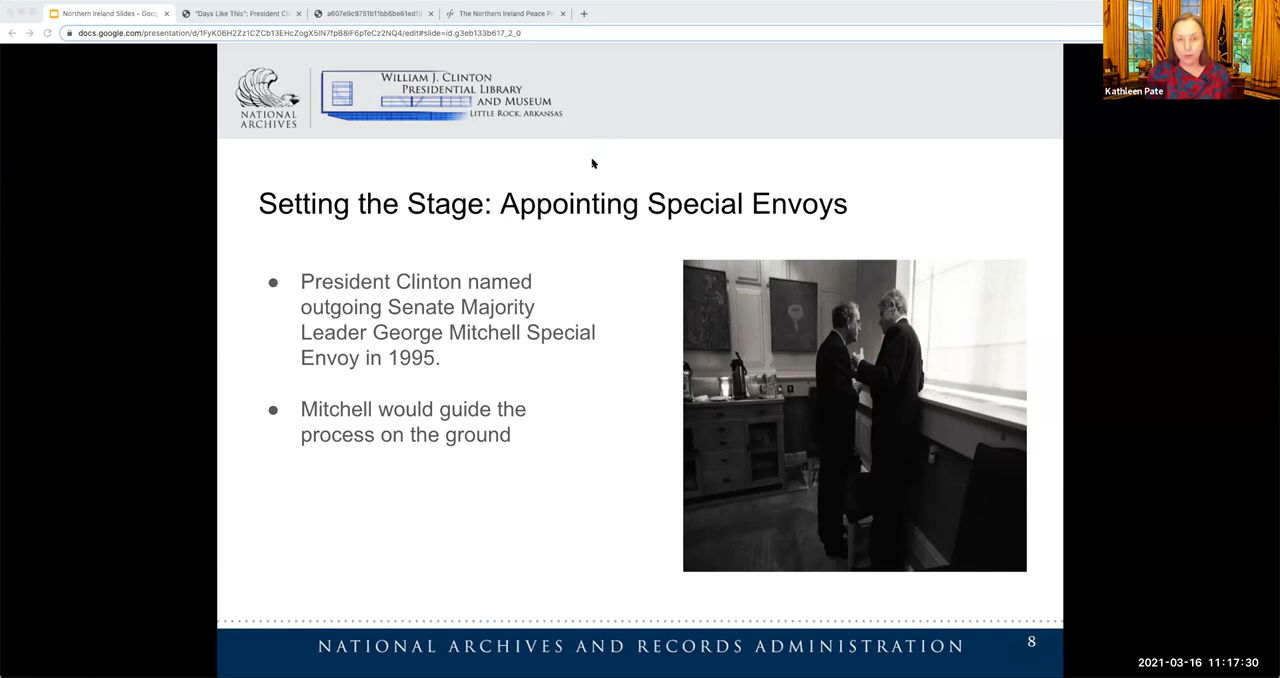 Northern Ireland Slides - Goog
"Days Like This": President Cl
a607e9c9751b11bb6be61ed19
The Northern Ireland Peace P
docs.google.com/presentation/d/1FyK06H2Zz1CZCb13EHcZogX5IN7fpB8iF6pTeCz2NQ4/edit#slide=id.g3eb133b617_2_0
Kathleen Pate
NATIONAL
ARCHIVES
WILLIAM J. CLINTON
PRESIDENTIAL LIBRARY
AND MUSEUM
LITTLE ROCK, ARKANSAS
Setting the Stage: Appointing Special Envoys
● President Clinton named
outgoing Senate Majority
Leader George Mitchell Special
Envoy in 1995.
● Mitchell would guide the
process on the ground
NATIONAL ARCHIVES AND RECORDS ADMINISTRATION
8
2021-03-16 11:17:30